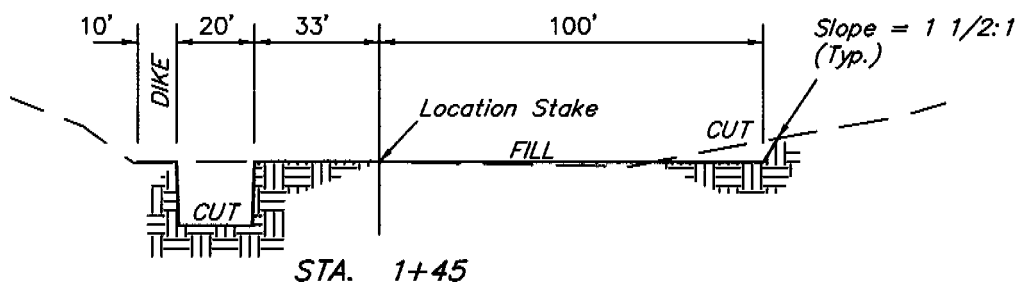 10' 20' 33' 100'
Slope = 1 1/2:1
(Typ.)
DIKE
Location Stake
CUT
FILL
CUT
STA. 1+45